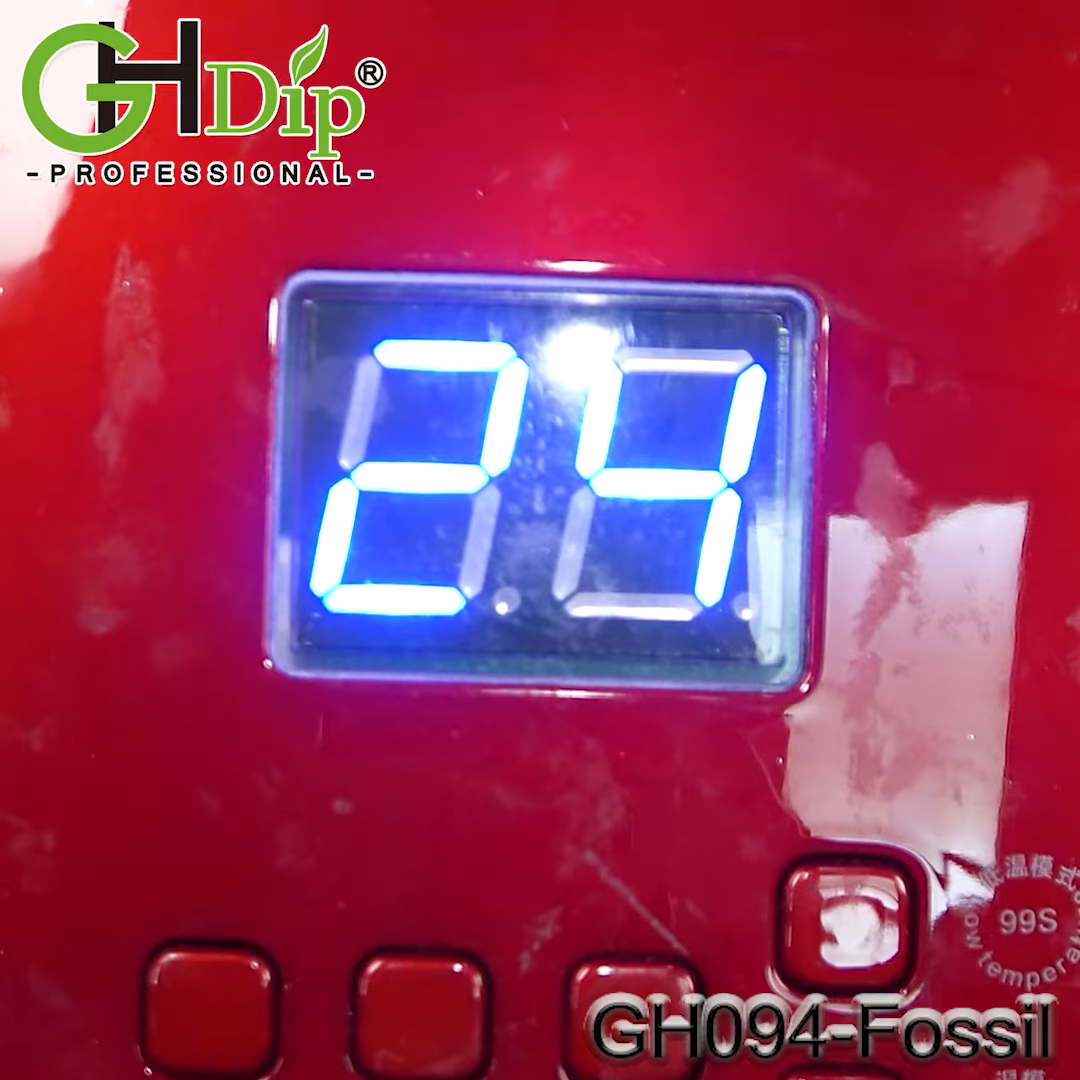 GHDip®
-PROFESSIONAL-
24
低温模式
99S
GH094-Fossil